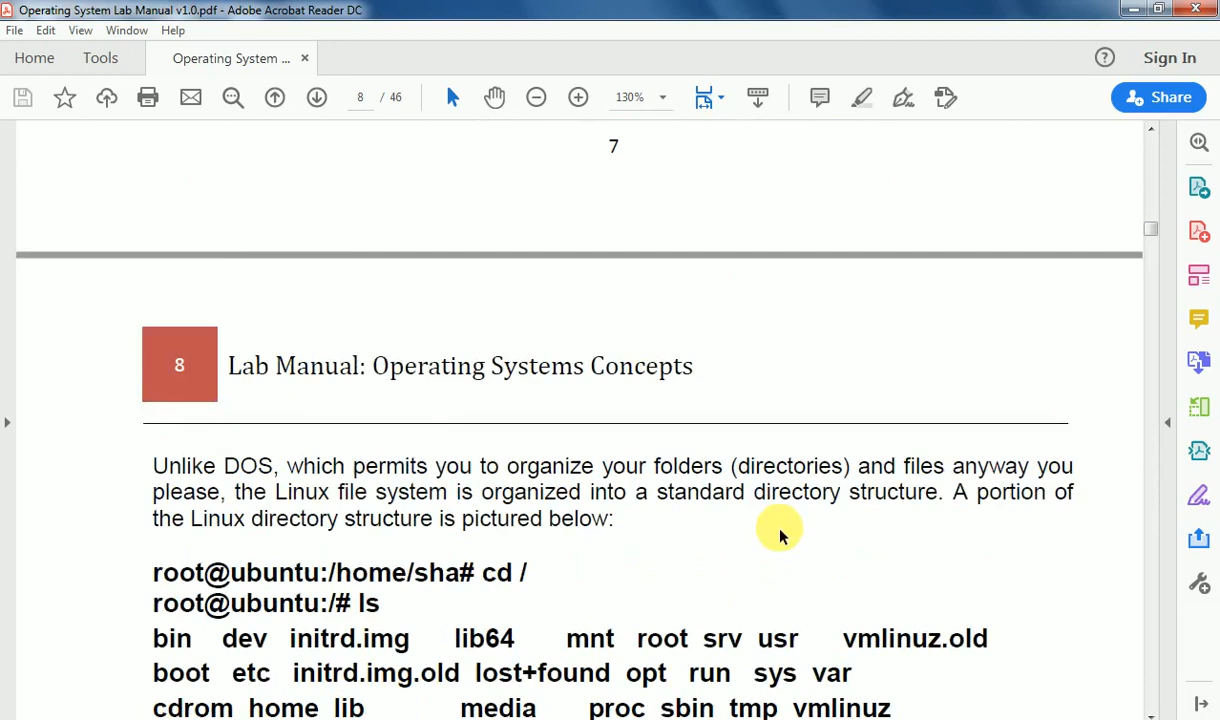 Operating System Lab Manual v1.0.pdf - Adobe Acrobat Reader DC
File Edit View Window Help
Home Tools Operating System ... × Sign In
8 / 46 130% Share
7
8 Lab Manual: Operating Systems Concepts
Unlike DOS, which permits you to organize your folders (directories) and files anyway you
please, the Linux file system is organized into a standard directory structure. A portion of
the Linux directory structure is pictured below:
root@ubuntu:/home/sha# cd /
root@ubuntu:/# ls
bin dev initrd.img lib64 mnt root srv usr vmlinuz.old
boot etc initrd.img.old lost+found opt run sys var
cdrom home lib media proc sbin tmp vmlinuz